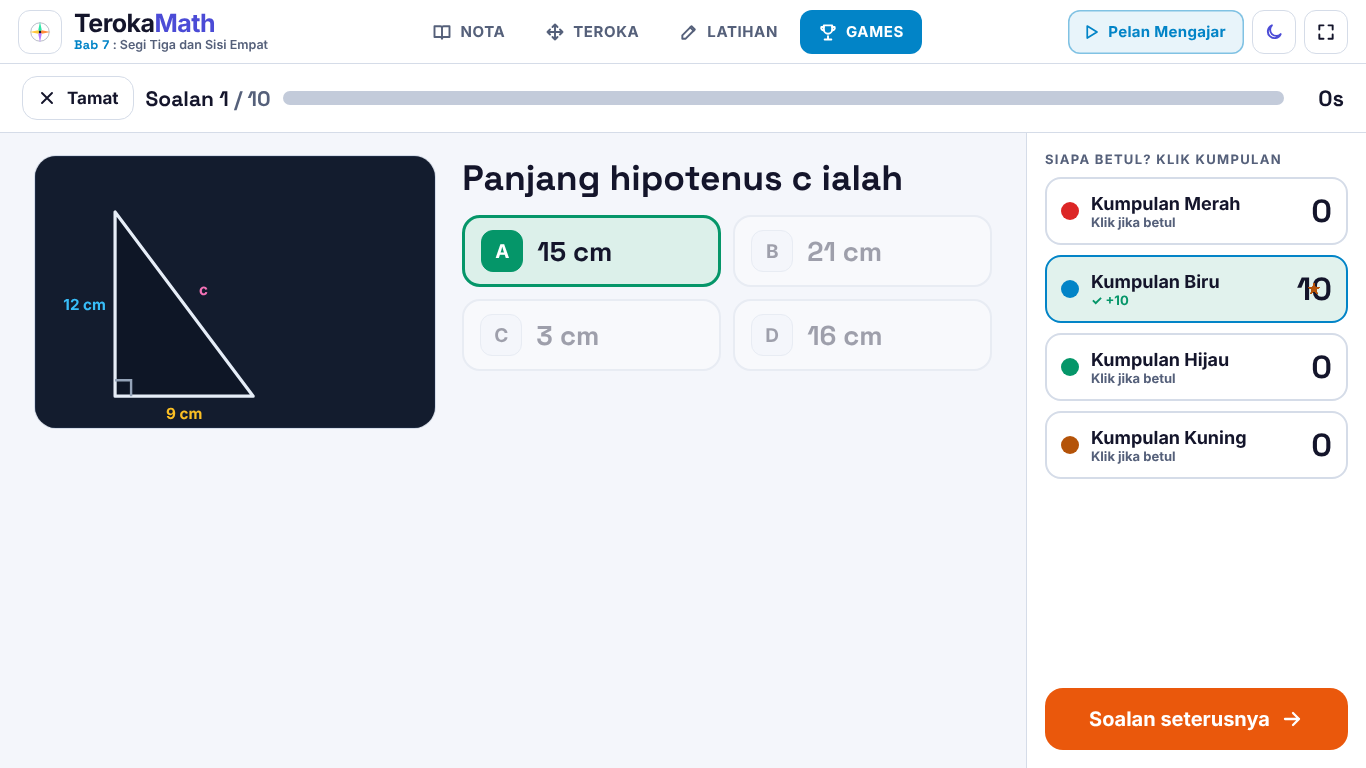 TerokaMath
Bab 7 : Segi Tiga dan Sisi Empat
NOTA
TEROKA
LATIHAN
GAMES
Pelan Mengajar
Tamat
Soalan 1 / 10
0s
12 cm
c
9 cm
Panjang hipotenus c ialah
A 15 cm
B 21 cm
C 3 cm
D 16 cm
SIAPA BETUL? KLIK KUMPULAN
Kumpulan Merah
Klik jika betul
0
Kumpulan Biru
✓ +10
10
Kumpulan Hijau
Klik jika betul
0
Kumpulan Kuning
Klik jika betul
0
Soalan seterusnya →